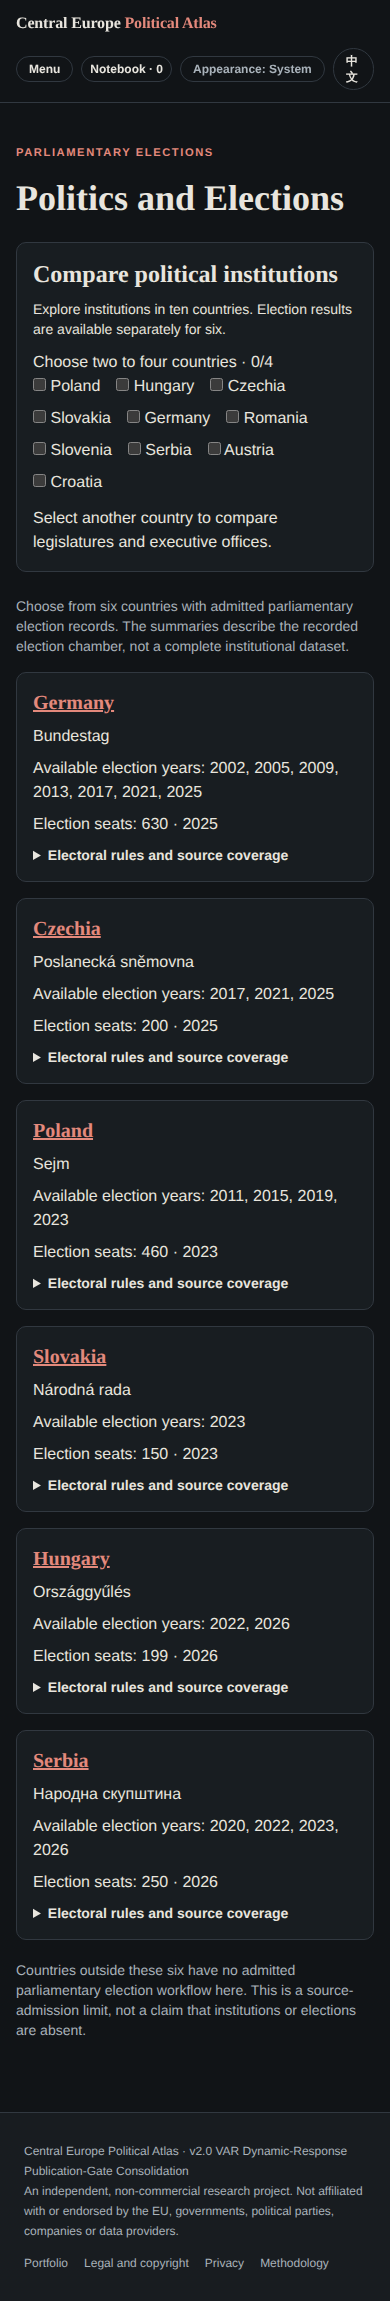 Central Europe Political Atlas
Menu
Notebook · 0
Appearance: System
中
文
PARLIAMENTARY ELECTIONS
Politics and Elections
Compare political institutions
Explore institutions in ten countries. Election results
are available separately for six.
Choose two to four countries · 0/4
Poland Hungary Czechia
Slovakia Germany Romania
Slovenia Serbia Austria
Croatia
Select another country to compare
legislatures and executive offices.
Choose from six countries with admitted parliamentary
election records. The summaries describe the recorded
election chamber, not a complete institutional dataset.
Germany
Bundestag
Available election years: 2002, 2005, 2009,
2013, 2017, 2021, 2025
Election seats: 630 · 2025
Electoral rules and source coverage
Czechia
Poslanecká sněmovna
Available election years: 2017, 2021, 2025
Election seats: 200 · 2025
Electoral rules and source coverage
Poland
Sejm
Available election years: 2011, 2015, 2019,
2023
Election seats: 460 · 2023
Electoral rules and source coverage
Slovakia
Národná rada
Available election years: 2023
Election seats: 150 · 2023
Electoral rules and source coverage
Hungary
Országgyűlés
Available election years: 2022, 2026
Election seats: 199 · 2026
Electoral rules and source coverage
Serbia
Народна скупштина
Available election years: 2020, 2022, 2023,
2026
Election seats: 250 · 2026
Electoral rules and source coverage
Countries outside these six have no admitted
parliamentary election workflow here. This is a source-
admission limit, not a claim that institutions or elections
are absent.
Central Europe Political Atlas · v2.0 VAR Dynamic-Response
Publication-Gate Consolidation
An independent, non-commercial research project. Not affiliated
with or endorsed by the EU, governments, political parties,
companies or data providers.
Portfolio Legal and copyright Privacy Methodology